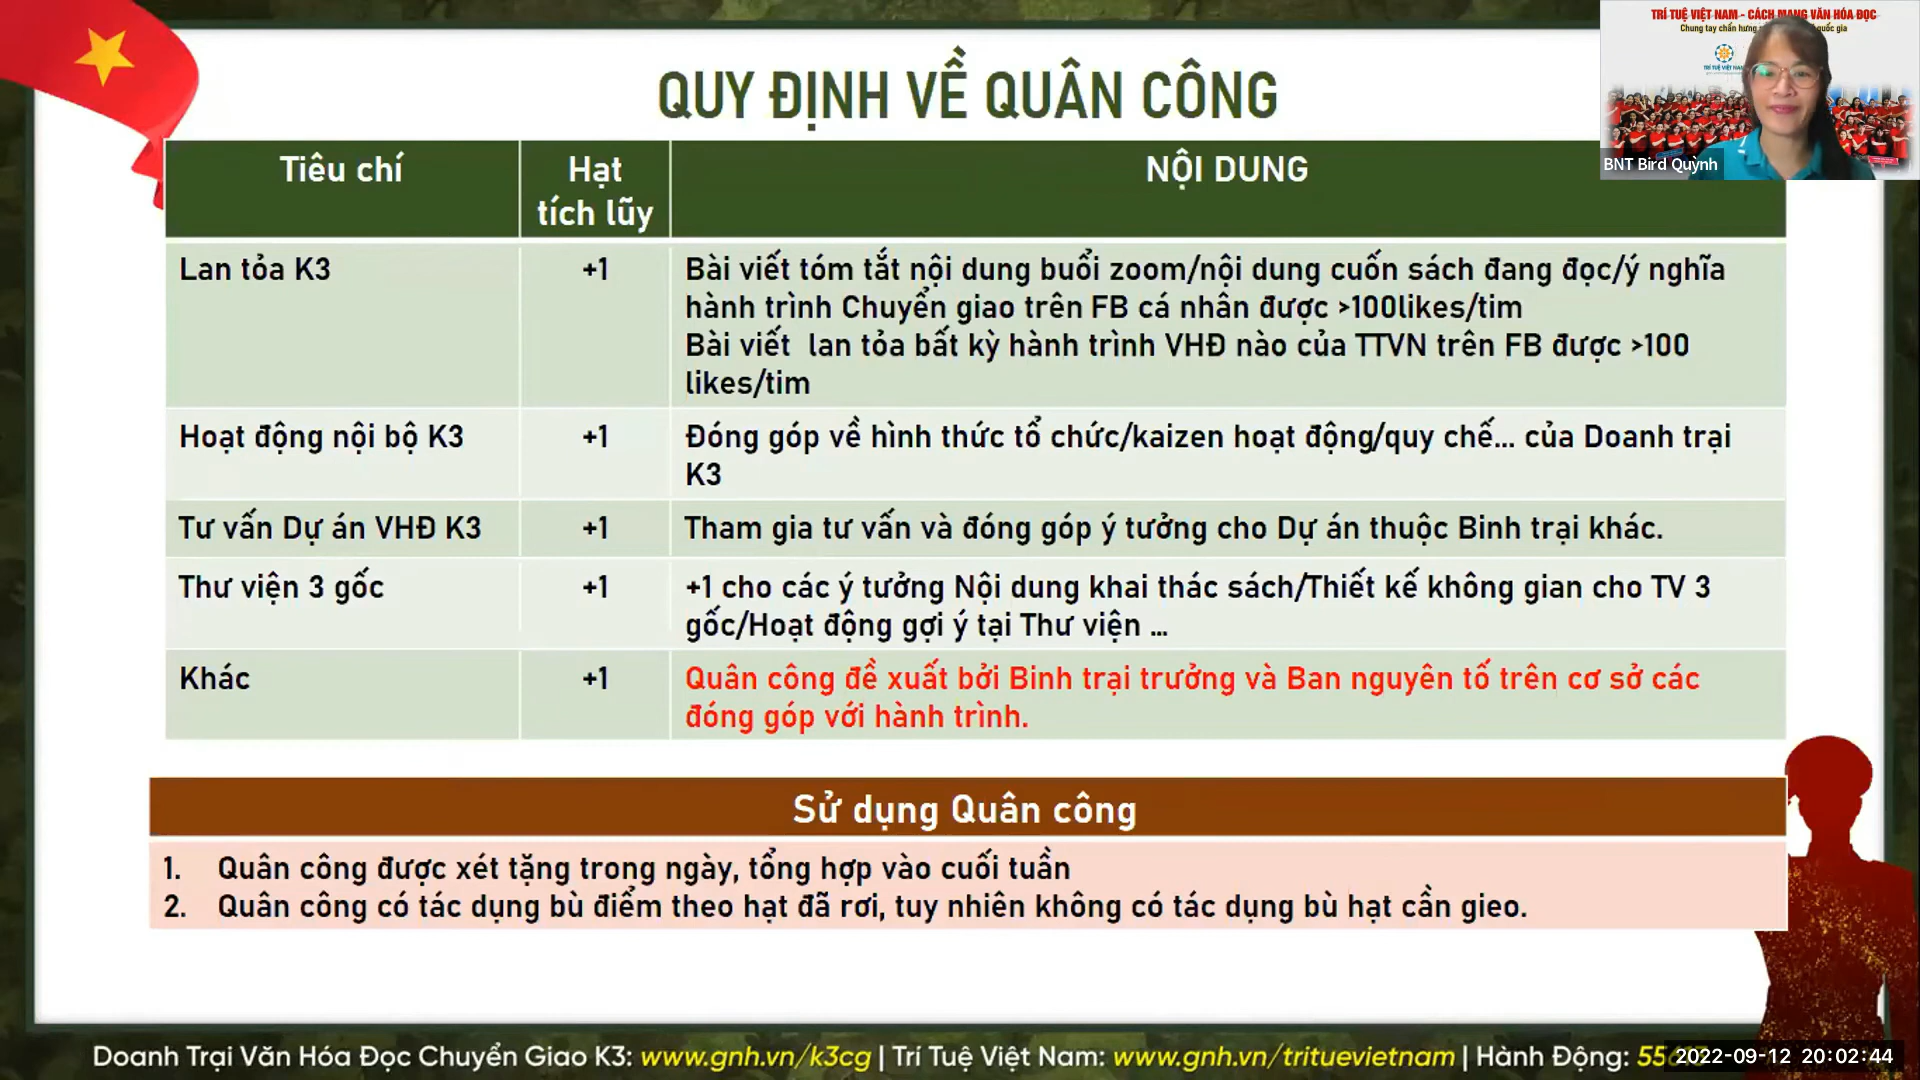 TRÍ TUỆ VIỆT NAM - CÁCH MẠNG VĂN HÓA ĐỌC
Chung tay chấn hưng quốc gia
BNT Bird Quỳnh
QUY ĐỊNH VỀ QUÂN CÔNG
Tiêu chí
Hạt
tích lũy
NỘI DUNG
Lan tỏa K3
+1
Bài viết tóm tắt nội dung buổi zoom/nội dung cuốn sách đang đọc/ý nghĩa
hành trình Chuyển giao trên FB cá nhân được >100likes/tim
Bài viết lan tỏa bất kỳ hành trình VHĐ nào của TTVN trên FB được >100
likes/tim
Hoạt động nội bộ K3
+1
Đóng góp về hình thức tổ chức/kaizen hoạt động/quy chế... của Doanh trại
K3
Tư vấn Dự án VHĐ K3
+1
Tham gia tư vấn và đóng góp ý tưởng cho Dự án thuộc Binh trại khác.
Thư viện 3 gốc
+1
+1 cho các ý tưởng Nội dung khai thác sách/Thiết kế không gian cho TV 3
gốc/Hoạt động gợi ý tại Thư viện ...
Khác
+1
Quân công đề xuất bởi Binh trại trưởng và Ban nguyên tố trên cơ sở các
đóng góp với hành trình.
Sử dụng Quân công
1. Quân công được xét tặng trong ngày, tổng hợp vào cuối tuần
2. Quân công có tác dụng bù điểm theo hạt đã rơi, tuy nhiên không có tác dụng bù hạt cần gieo.
Doanh Trại Văn Hóa Đọc Chuyển Giao K3: www.gnh.vn/k3cg | Trí Tuệ Việt Nam: www.gnh.vn/trituevietnam | Hành Động:
2022-09-12 20:02:44